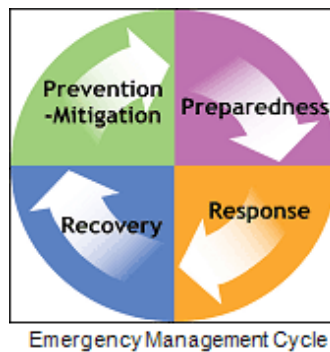 Prevention
-Mitigation
Preparedness
Recovery
Response
Emergency Management Cycle